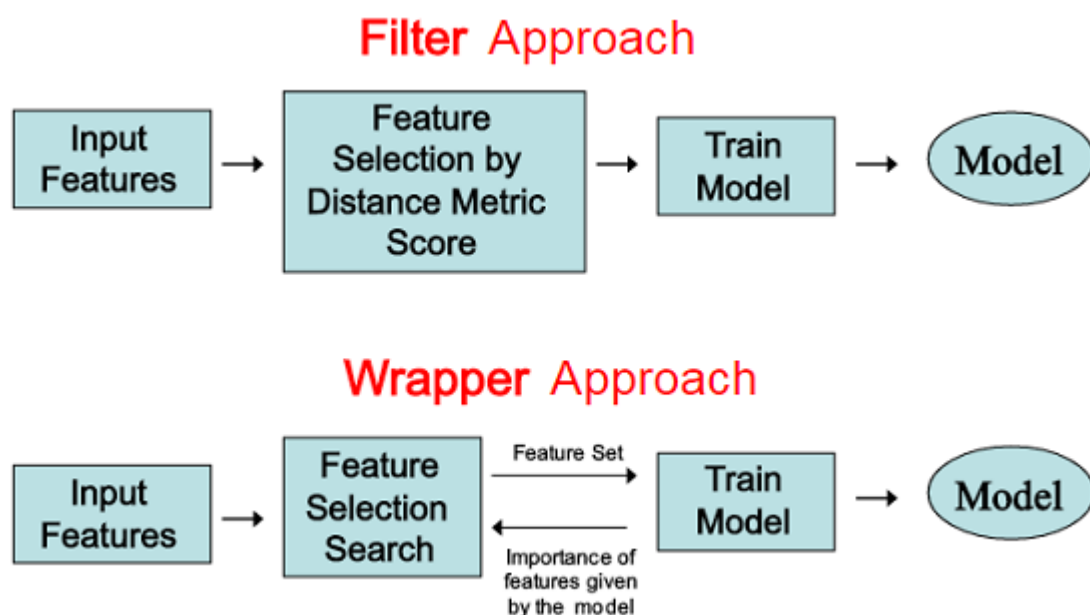 Filter Approach
Input
Features
Feature
Selection by
Distance Metric
Score
Train
Model
Model
Wrapper Approach
Input
Features
Feature
Selection
Search
Feature Set
Importance of
features given
by the model
Train
Model
Model